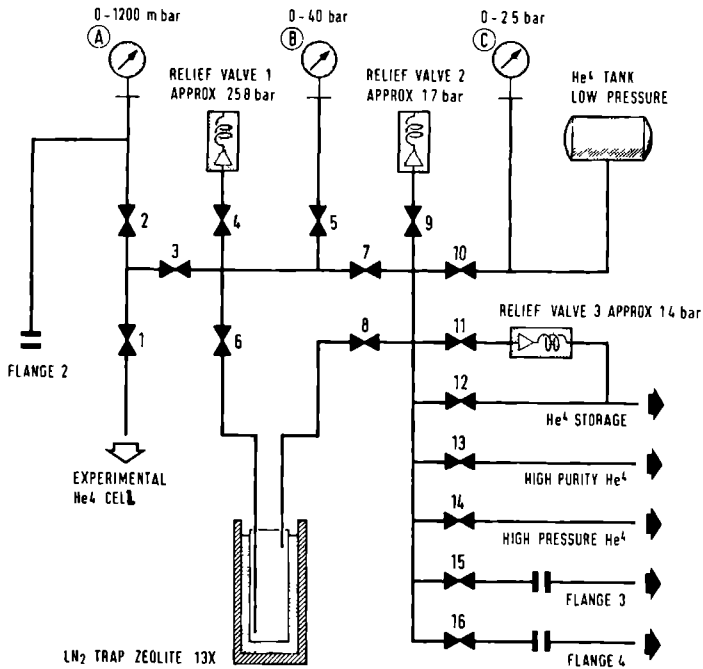 0-1200 m bar
A
0-40 bar
B
0-25
C
RELIEF VALVE 1
APPROX 258 bar
RELIEF VALVE 2
APPROX 17 bar
He⁴ TANK
LOW PRESSURE
2
4
5
9
3
7
10
1
6
8
11
RELIEF VALVE 3 APPROX 14 bar
FLANGE 2
12
He⁴ STORAGE
EXPERIMENTAL
He4 CELL
13
HIGH PURITY He⁴
14
HIGH PRESSURE He⁴
15
FLANGE 3
16
FLANGE 4
LN₂ TRAP ZEOLITE 13X